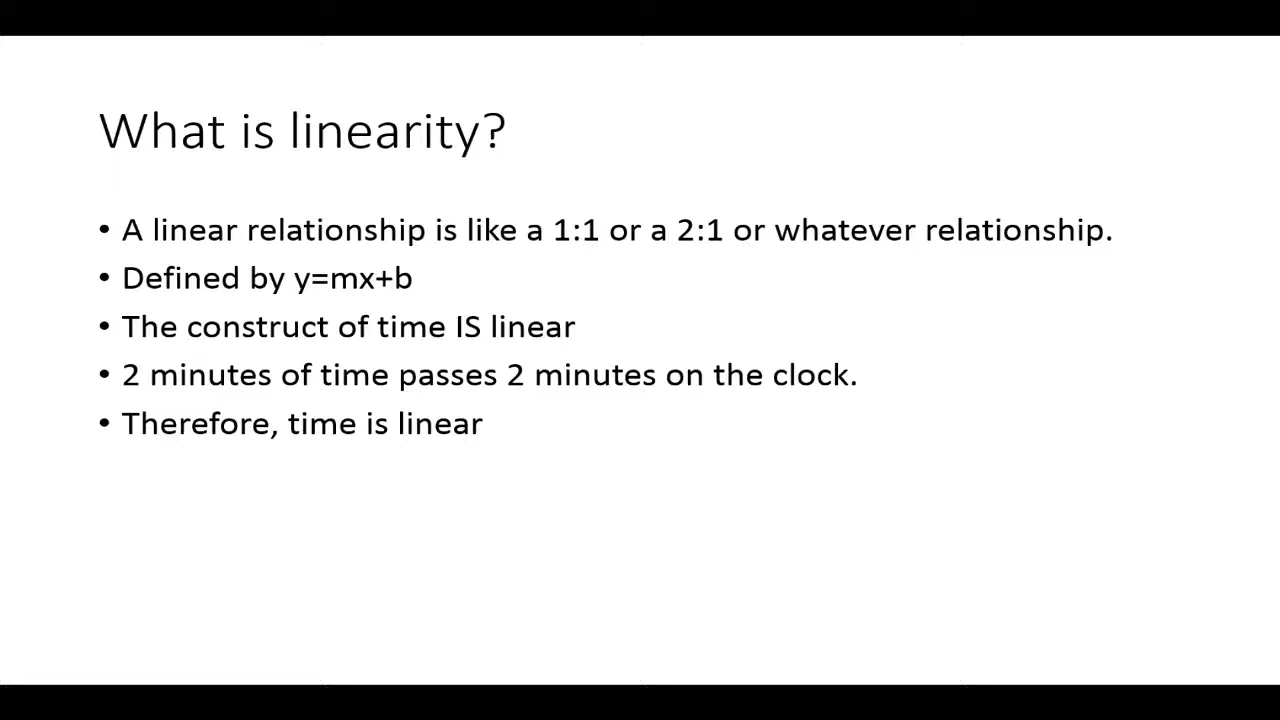 What is linearity?
• A linear relationship is like a 1:1 or a 2:1 or whatever relationship.
• Defined by y=mx+b
• The construct of time IS linear
• 2 minutes of time passes 2 minutes on the clock.
• Therefore, time is linear